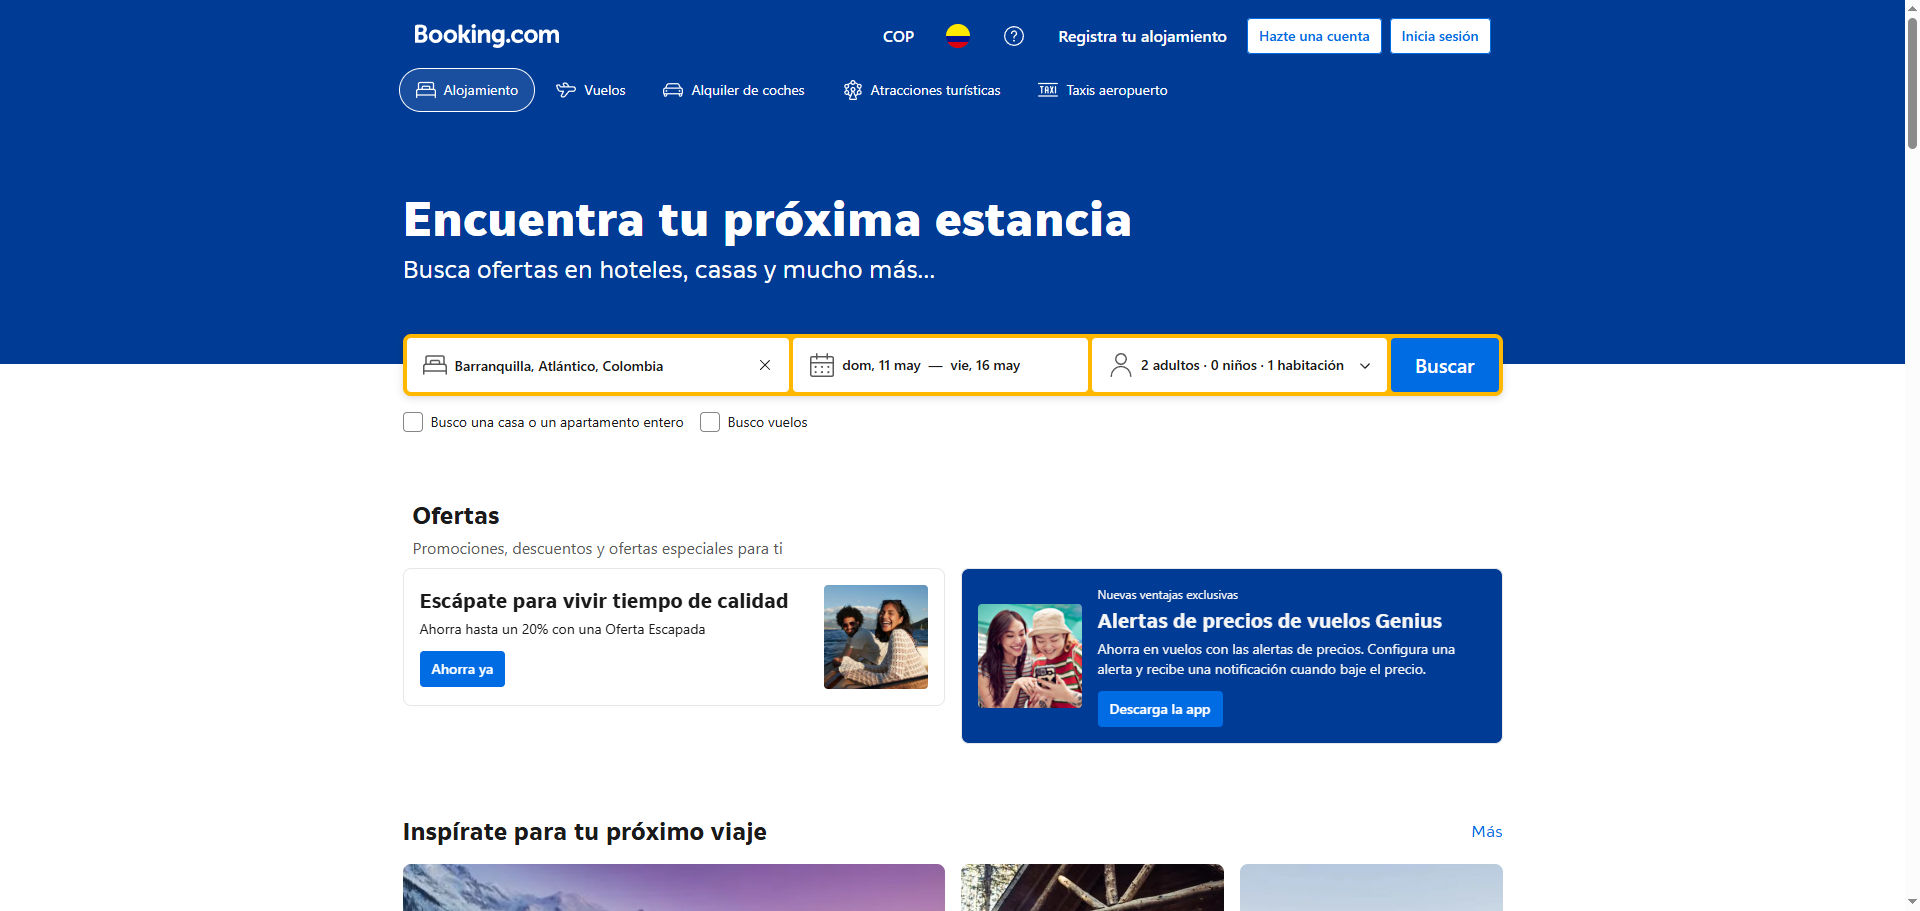 Booking.com
COP
Registra tu alojamiento
Hazte una cuenta
Inicia sesión
Alojamiento
Vuelos
Alquiler de coches
Atracciones turísticas
TAXI
Taxis aeropuerto
Encuentra tu próxima estancia
Busca ofertas en hoteles, casas y mucho más...
Barranquilla, Atlántico, Colombia
dom, 11 may — vie, 16 may
2 adultos · 0 niños · 1 habitación
Buscar
Busco una casa o un apartamento entero
Busco vuelos
Ofertas
Promociones, descuentos y ofertas especiales para ti
Escápate para vivir tiempo de calidad
Ahorra hasta un 20% con una Oferta Escapada
Ahorra ya
Nuevas ventajas exclusivas
Alertas de precios de vuelos Genius
Ahorra en vuelos con las alertas de precios. Configura una
alerta y recibe una notificación cuando baje el precio.
Descarga la app
Inspírate para tu próximo viaje
Más